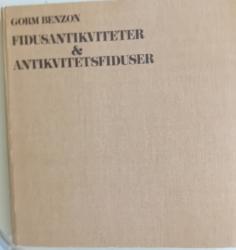 GORM BENZON
FIDUSANTIKVITETER
&
ANTIKVITETSFIDUSER